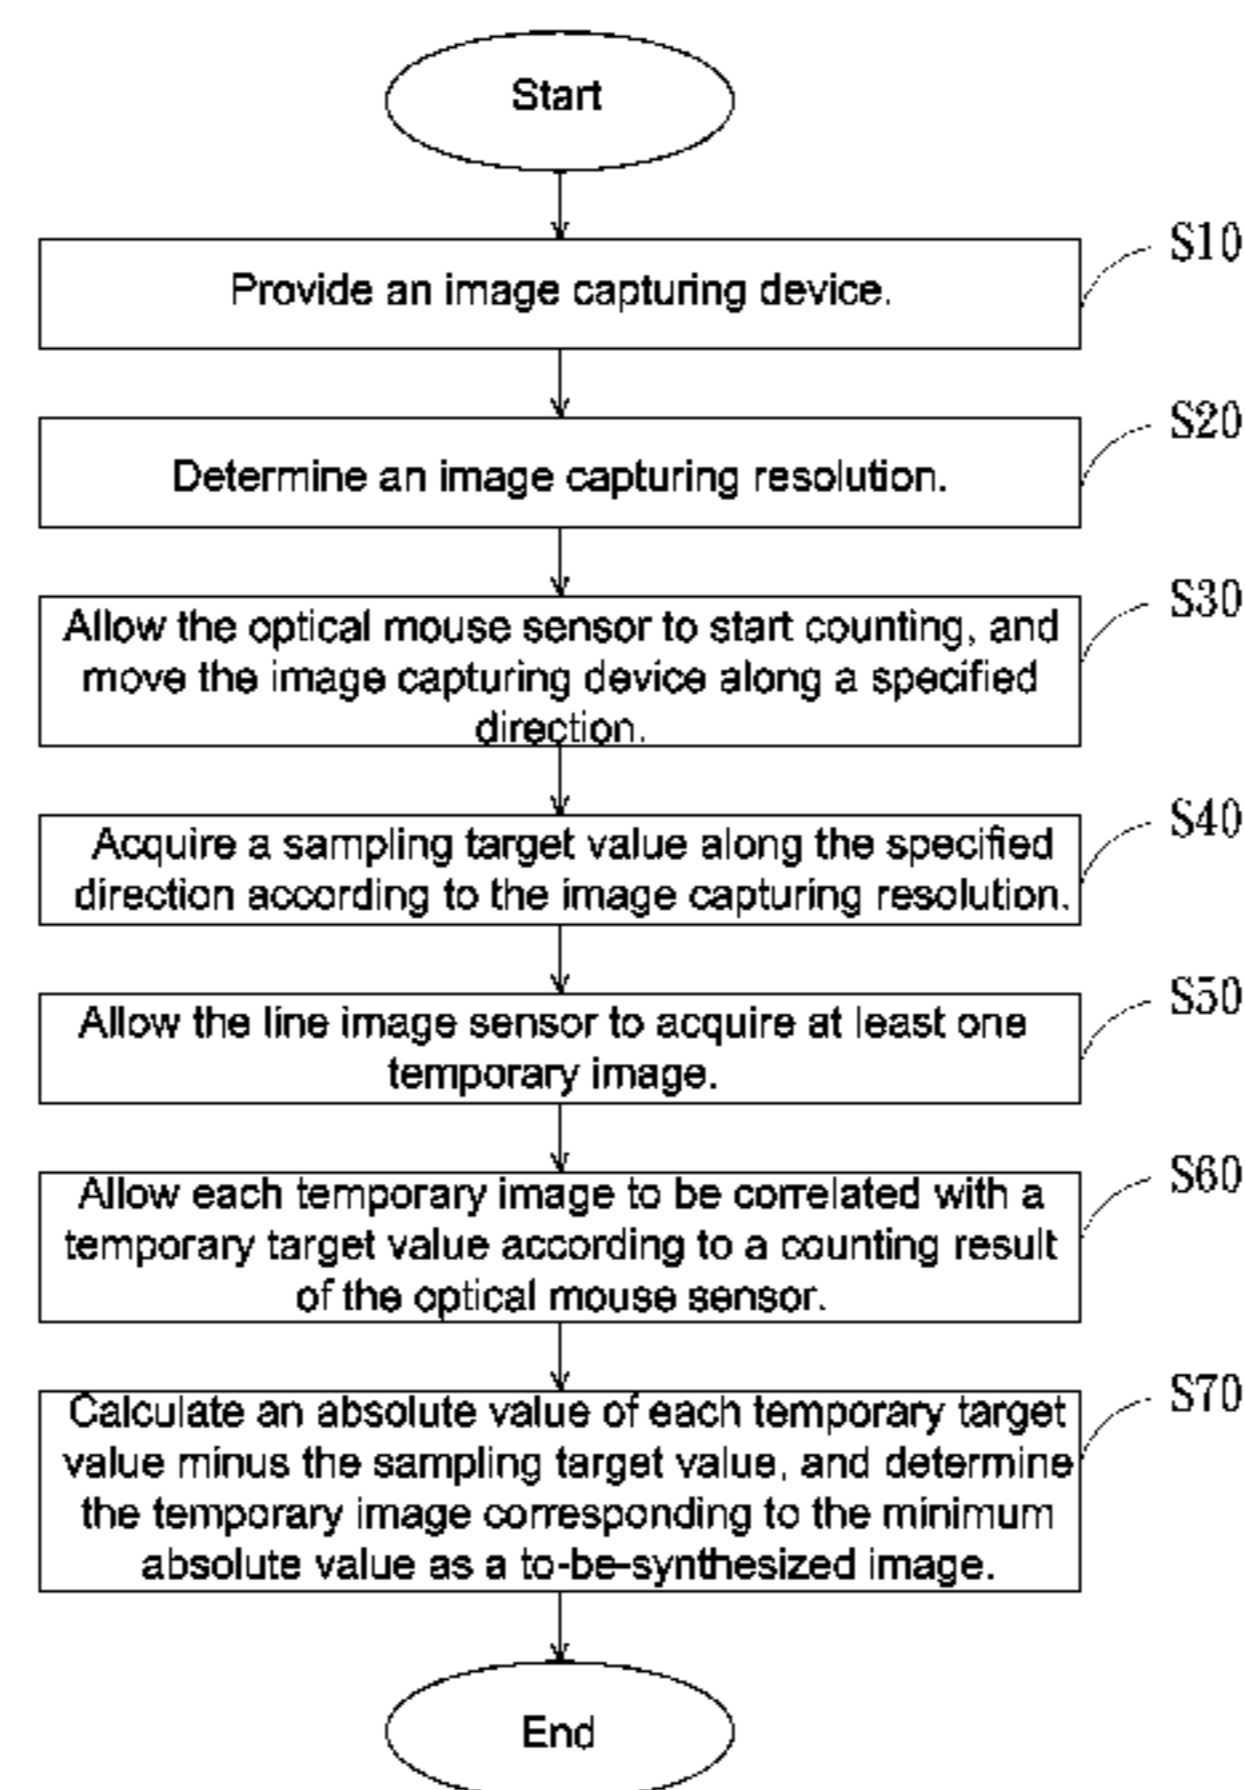 Start
S10
Provide an image capturing device.
S20
Determine an image capturing resolution.
S30
Allow the optical mouse sensor to start counting, and
move the image capturing device along a specified
direction.
S40
Acquire a sampling target value along the specified
direction according to the image capturing resolution.
S50
Allow the line image sensor to acquire at least one
temporary image.
S60
Allow each temporary image to be correlated with a
temporary target value according to a counting result
of the optical mouse sensor.
S70
Calculate an absolute value of each temporary target
value minus the sampling target value, and determine
the temporary image corresponding to the minimum
absolute value as a to-be-synthesized image.
End